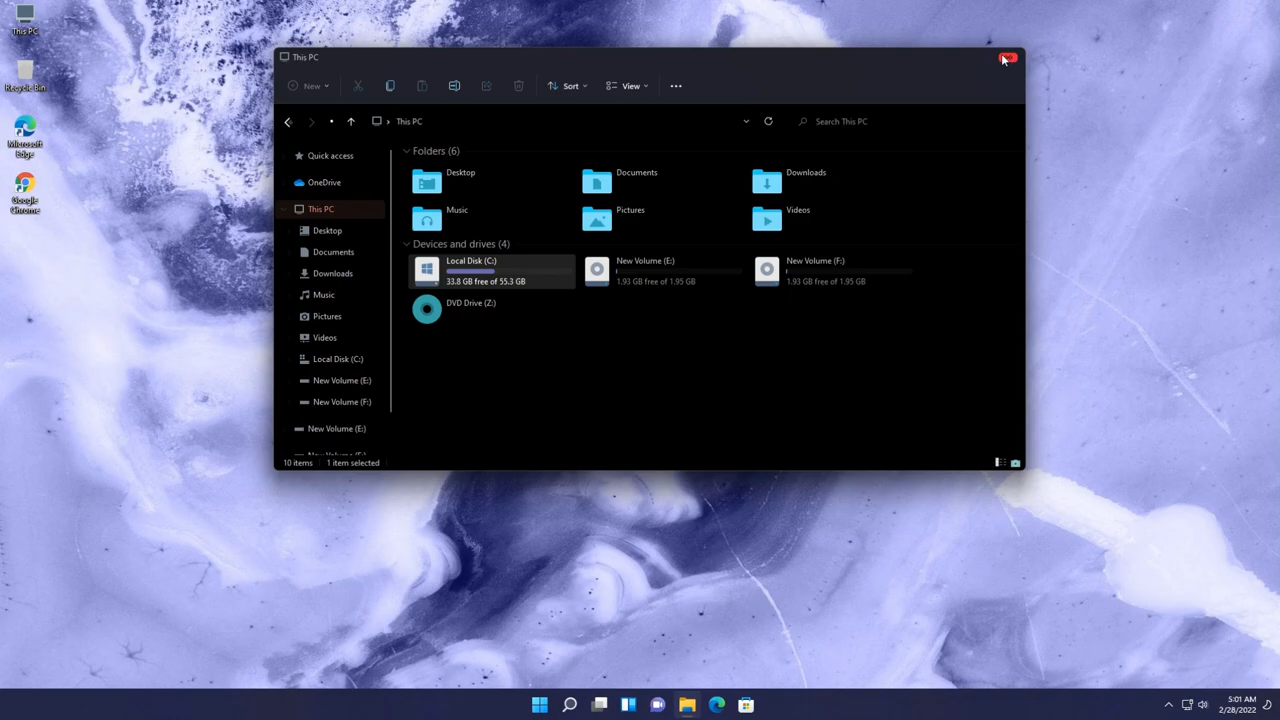 This PC
Recycle Bin
Microsoft
Edge
Google
Chrome
This PC
New
Sort
View
This PC
Search This PC
Quick access
OneDrive
This PC
Desktop
Documents
Downloads
Music
Pictures
Videos
Local Disk (C:)
New Volume (E:)
New Volume (F:)
New Volume (E:)
New Volume (F:)
Folders (6)
Desktop
Documents
Downloads
Music
Pictures
Videos
Devices and drives (4)
Local Disk (C:)
33.8 GB free of 55.3 GB
New Volume (E:)
1.93 GB free of 1.95 GB
New Volume (F:)
1.93 GB free of 1.95 GB
DVD Drive (Z:)
10 items
1 item selected
5:01 AM
2/28/2022